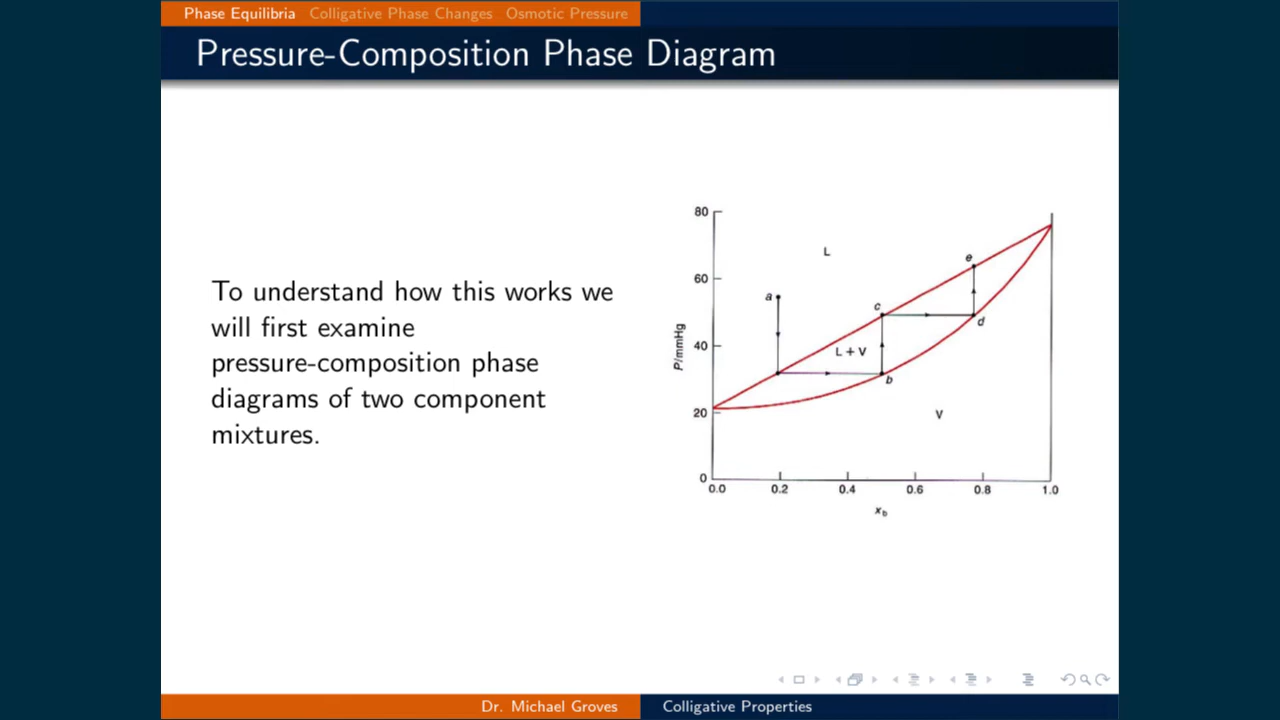 Phase Equilibria Colligative Phase Changes Osmotic Pressure
Pressure-Composition Phase Diagram
To understand how this works we
will first examine
pressure-composition phase
diagrams of two component
mixtures.
80
60
40
20
0
P/mmHg
L
a
c
e
L + V
b
d
V
0.0 0.2 0.4 0.6 0.8 1.0
xb
Dr. Michael Groves Colligative Properties